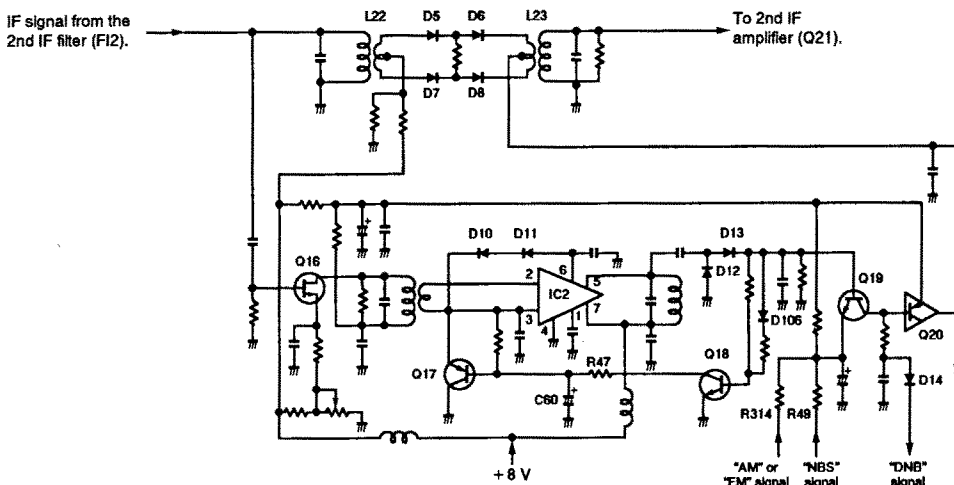 IF signal from the
2nd IF filter (FI2).
L22
D5
D6
L23
To 2nd IF
amplifier (Q21).
D7
D8
D10
D11
D13
Q16
2
6
5
D12
Q19
IC2
3
4
1
7
D106
Q20
Q17
R47
Q18
C60
+
+
+
D14
R314
R49
+8 V
"AM" or
"FM" signal
"NBS"
signal
"DNB"
signal